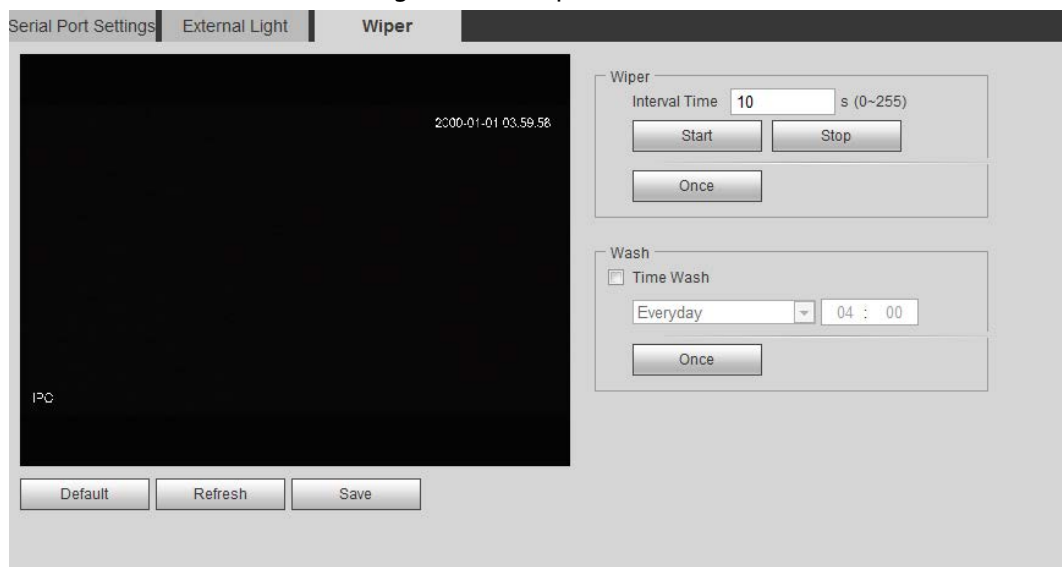 Serial Port Settings External Light Wiper
2000-01-01 03.59.58
IPC
Default Refresh Save
Wiper
Interval Time 10 s (0~255)
Start Stop
Once
Wash
Time Wash
Everyday 04 : 00
Once